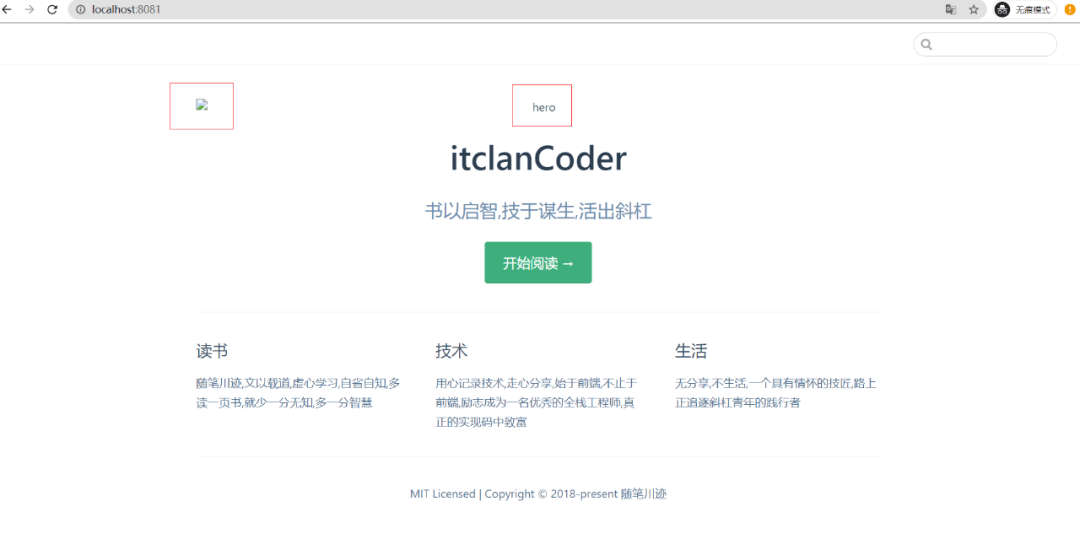 localhost:8081
无痕模式
hero
itclanCoder
书以启智,技于谋生,活出斜杠
开始阅读 →
读书
随笔川迹,文以载道,虚心学习,自省自知,多
读一页书,就少一分无知,多一分智慧
技术
用心记录技术,走心分享,始于前端,不止于
前端,励志成为一名优秀的全栈工程师,真
正的实现码中致富
生活
无分享,不生活,一个具有情怀的技匠,路上
正追逐斜杠青年的践行者
MIT Licensed | Copyright © 2018-present 随笔川迹